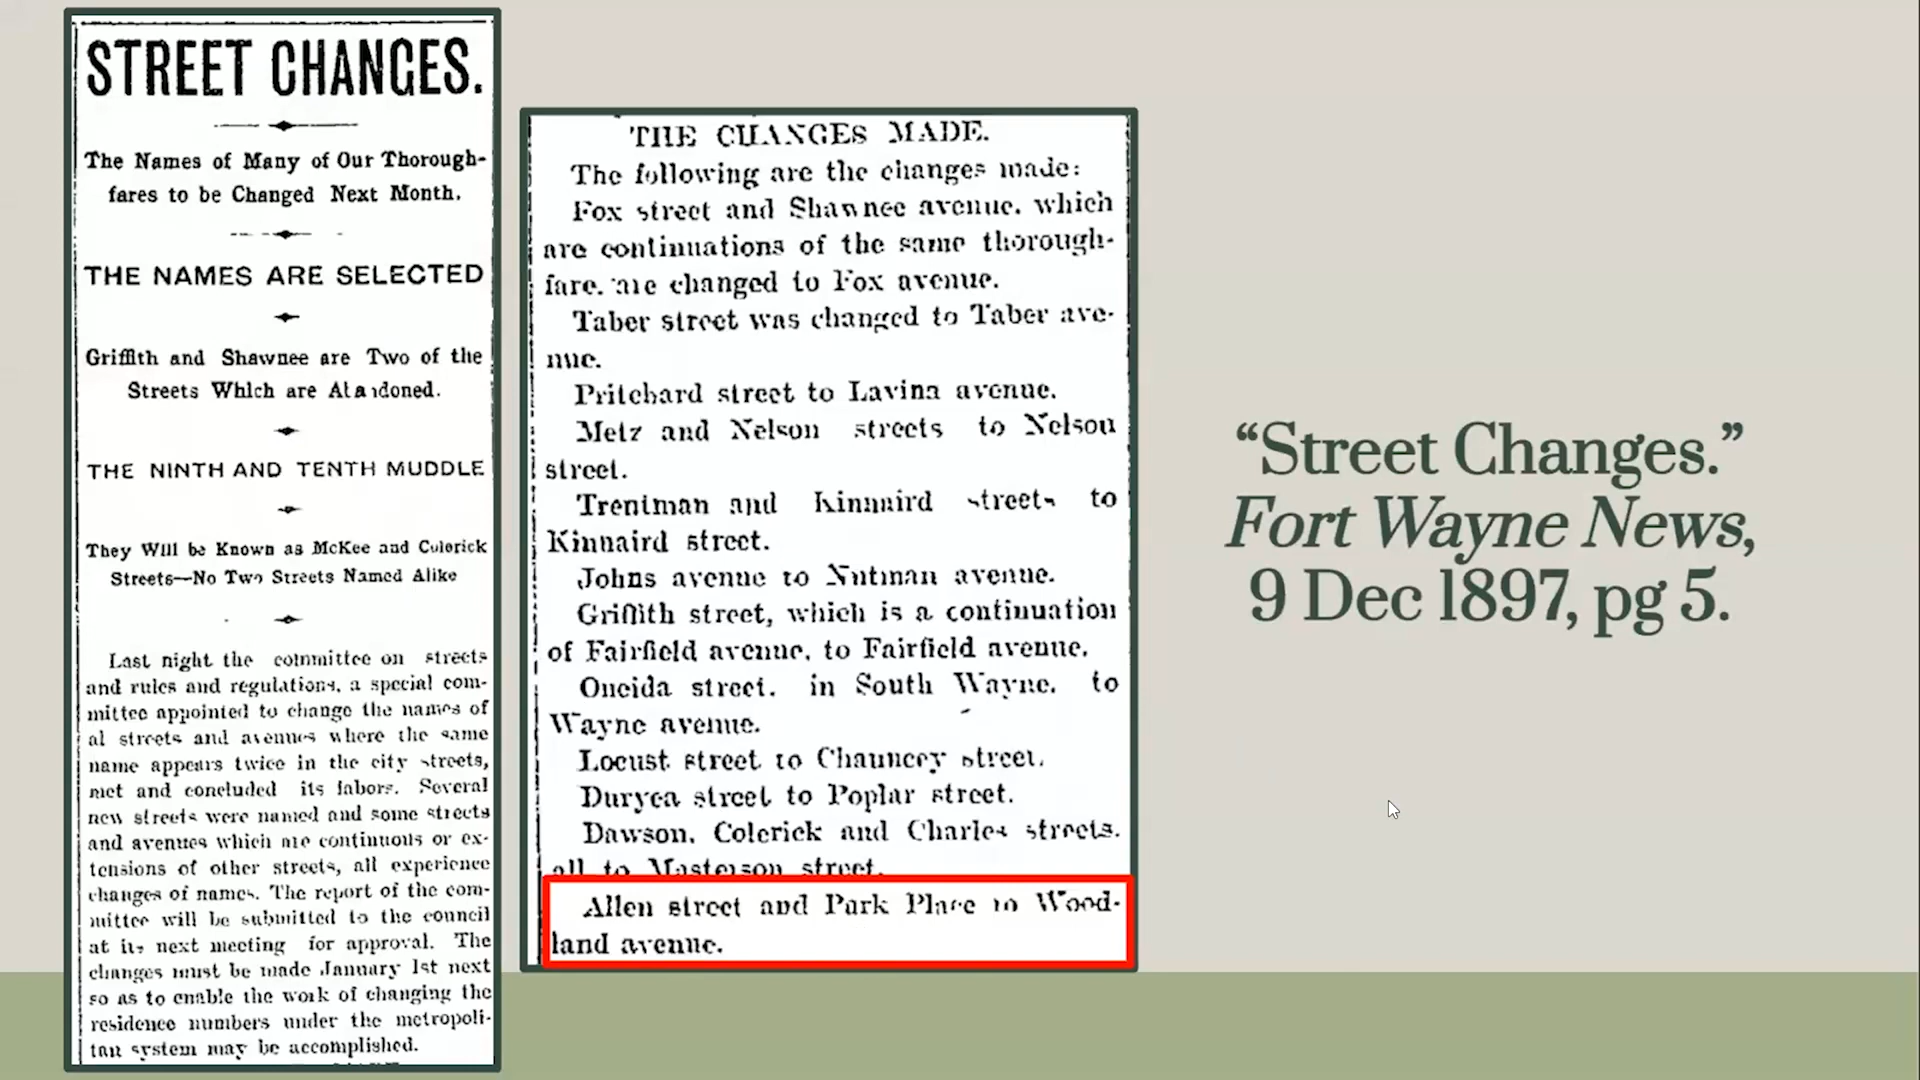 STREET CHANGES.
The Names of Many of Our Thorough-
fares to be Changed Next Month.
THE NAMES ARE SELECTED
Griffith and Shawnee are Two of the
Streets Which are Abandoned.
THE NINTH AND TENTH MUDDLE
They Will be Known as McKee and Colerick
Streets—No Two Streets Named Alike
Last night the committee on streets
and rules and regulations, a special com-
mittee appointed to change the names of
al streets and avenues where the same
name appears twice in the city streets,
met and concluded its labors. Several
new streets were named and some streets
and avenues which are continuous or ex-
tensions of other streets, all experience
changes of names. The report of the com-
mittee will be submitted to the council
at its next meeting for approval. The
changes must be made January 1st next
so as to enable the work of changing the
residence numbers under the metropoli-
tan system may be accomplished.
THE CHANGES MADE.
The following are the changes made:
Fox street and Shawnee avenue, which
are continuations of the same thorough-
fare, are changed to Fox avenue.
Taber street was changed to Taber ave-
nue.
Pritchard street to Lavina avenue.
Metz and Nelson streets to Nelson
street.
Trentman and Kinnaird streets to
Kinnaird street.
Johns avenue to Nutman avenue.
Griffith street, which is a continuation
of Fairfield avenue, to Fairfield avenue.
Oneida street, in South Wayne, to
Wayne avenue.
Locust street to Chauncey street.
Duryea street to Poplar street.
Dawson, Colerick and Charles streets,
all to Masterson street.
Allen street and Park Place to Wood-
land avenue.
“Street Changes.”
Fort Wayne News,
9 Dec 1897, pg 5.